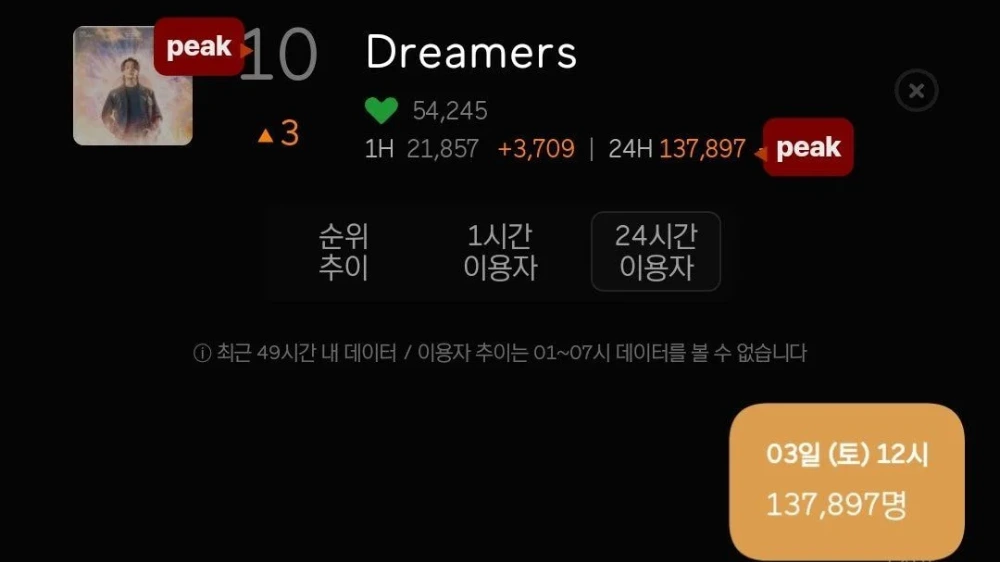 peak
10
Dreamers
▲3
54,245
1H 21,857 +3,709 | 24H 137,897
peak
순위
추이
1시간
이용자
24시간
이용자
ⓘ 최근 49시간 내 데이터 / 이용자 추이는 01~07시 데이터를 볼 수 없습니다
03일 (토) 12시
137,897명